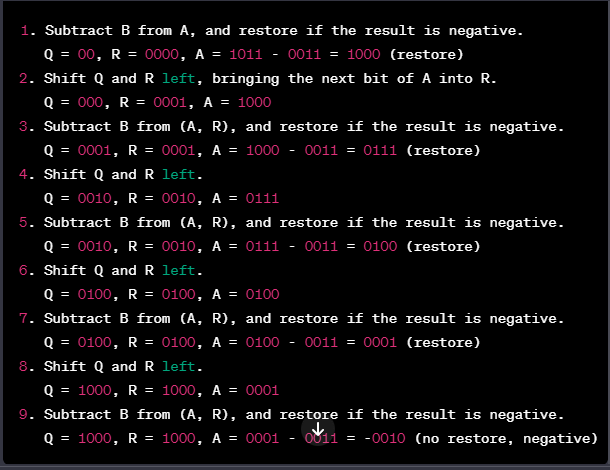 1. Subtract B from A, and restore if the result is negative.
Q = 00, R = 0000, A = 1011 - 0011 = 1000 (restore)
2. Shift Q and R left, bringing the next bit of A into R.
Q = 000, R = 0001, A = 1000
3. Subtract B from (A, R), and restore if the result is negative.
Q = 0001, R = 0001, A = 1000 - 0011 = 0111 (restore)
4. Shift Q and R left.
Q = 0010, R = 0010, A = 0111
5. Subtract B from (A, R), and restore if the result is negative.
Q = 0010, R = 0010, A = 0111 - 0011 = 0100 (restore)
6. Shift Q and R left.
Q = 0100, R = 0100, A = 0100
7. Subtract B from (A, R), and restore if the result is negative.
Q = 0100, R = 0100, A = 0100 - 0011 = 0001 (restore)
8. Shift Q and R left.
Q = 1000, R = 1000, A = 0001
9. Subtract B from (A, R), and restore if the result is negative.
Q = 1000, R = 1000, A = 0001 - 0011 = -0010 (no restore, negative)